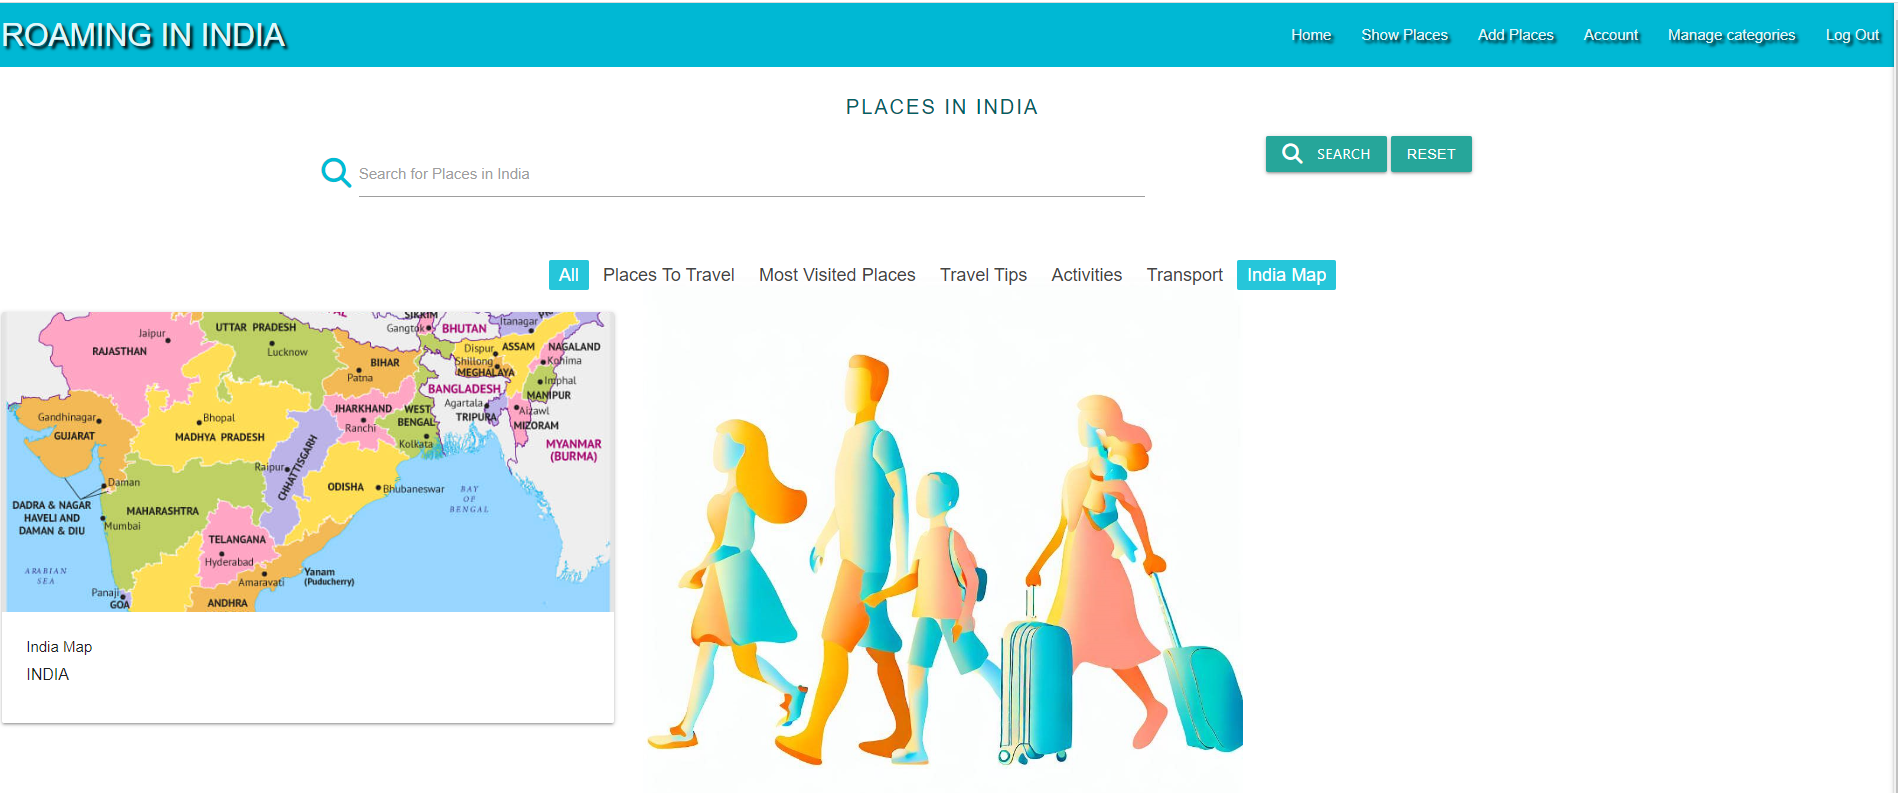 ROAMING IN INDIA
Home Show Places Add Places Account Manage categories Log Out
PLACES IN INDIA
Search for Places in India
SEARCH RESET
All Places To Travel Most Visited Places Travel Tips Activities Transport India Map
SIKKIM
Gangtok
BHUTAN
Itanagar
UTTAR PRADESH
Jaipur
RAJASTHAN
Lucknow
Dispur
ASSAM
NAGALAND
Shillong
Kohima
MEGHALAYA
BIHAR
Patna
Imphal
MANIPUR
BANGLADESH
Agartala
TRIPURA
Aizawl
MIZORAM
JHARKHAND
Ranchi
WEST
BENGAL
Kolkata
MYANMAR
(BURMA)
Gandhinagar
GUJARAT
Bhopal
MADHYA PRADESH
Raipur
CHHATTISGARH
Daman
DADRA & NAGAR
HAVELI AND
DAMAN & DIU
ODISHA
Bhubaneswar
BAY
OF
BENGAL
MAHARASHTRA
Mumbai
TELANGANA
Hyderabad
ARABIAN
SEA
Yanam
(Puducherry)
Amaravati
Panaji
GOA
ANDHRA
India Map
INDIA